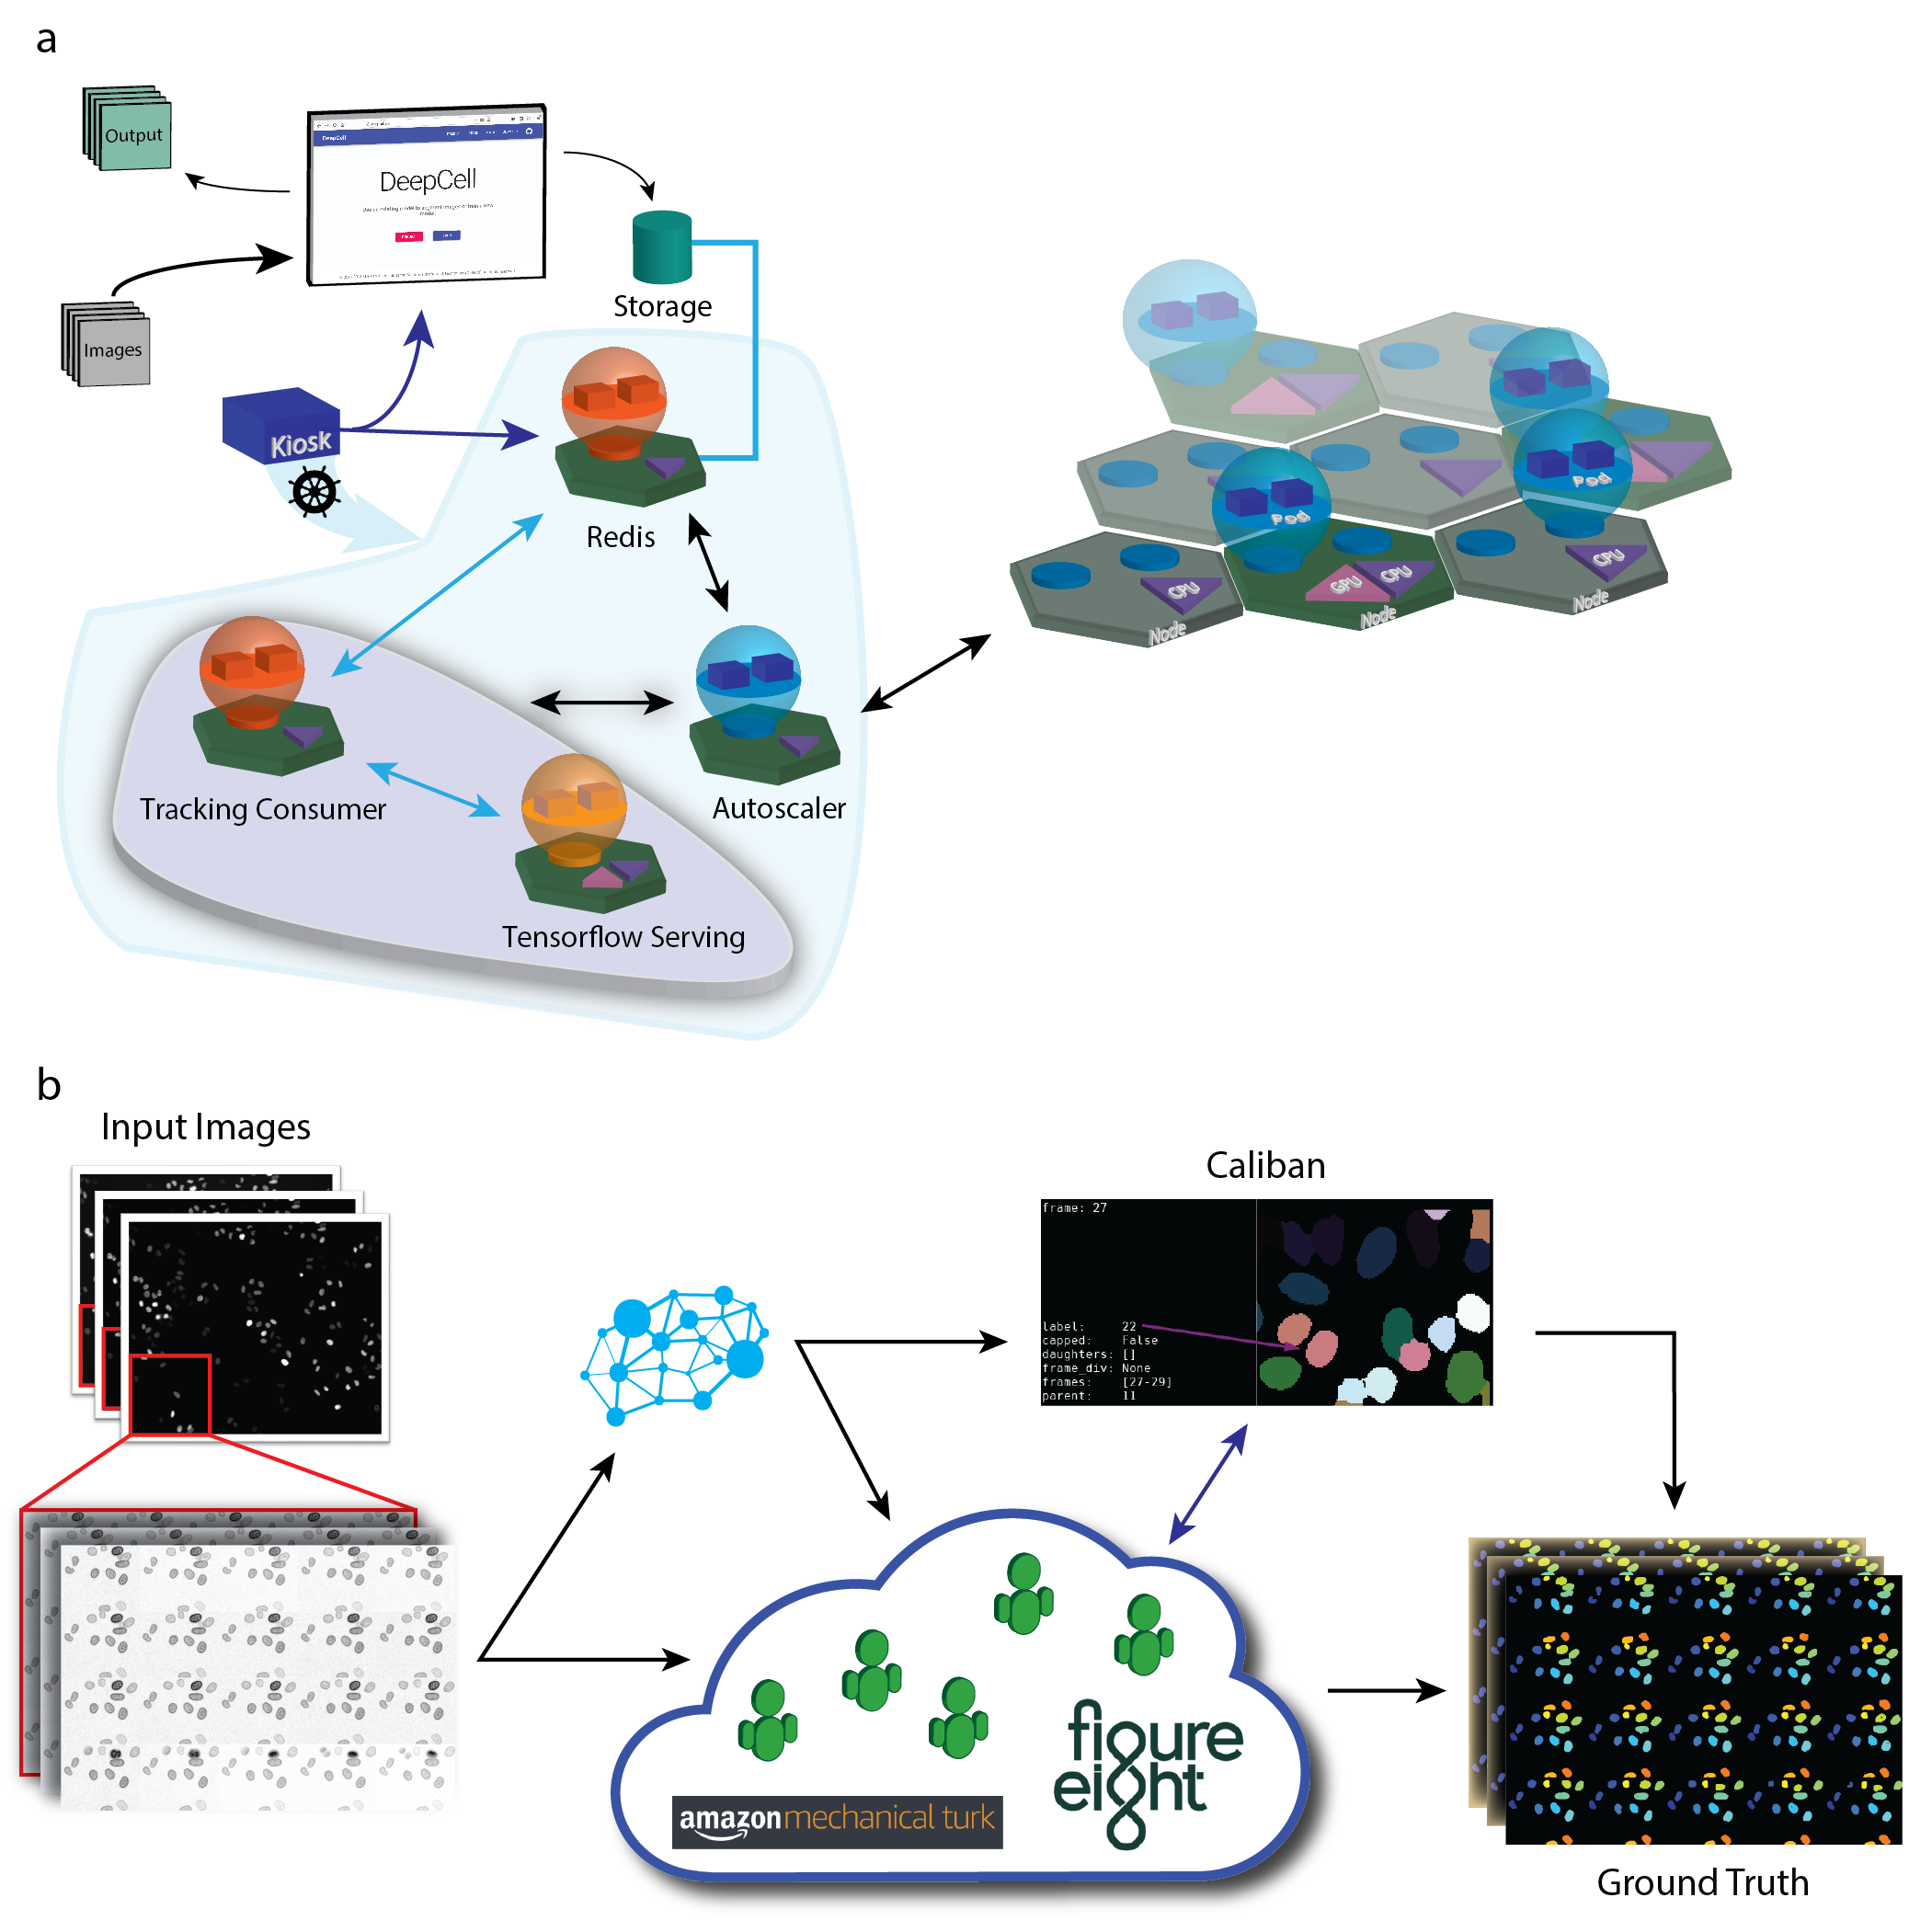 a
Output
DeepCell
DeepCell
Images
Storage
Kiosk
Redis
Pod
Pod
CPU
GPU
CPU
CPU
Node
Node
Node
Tracking Consumer
Autoscaler
Tensorflow Serving
b
Input Images
Caliban
frame: 27
label: 22
capped: False
daughters: []
frame_div: None
frames: [27-29]
parent: 11
figure
eight
amazon mechanical turk
Ground Truth